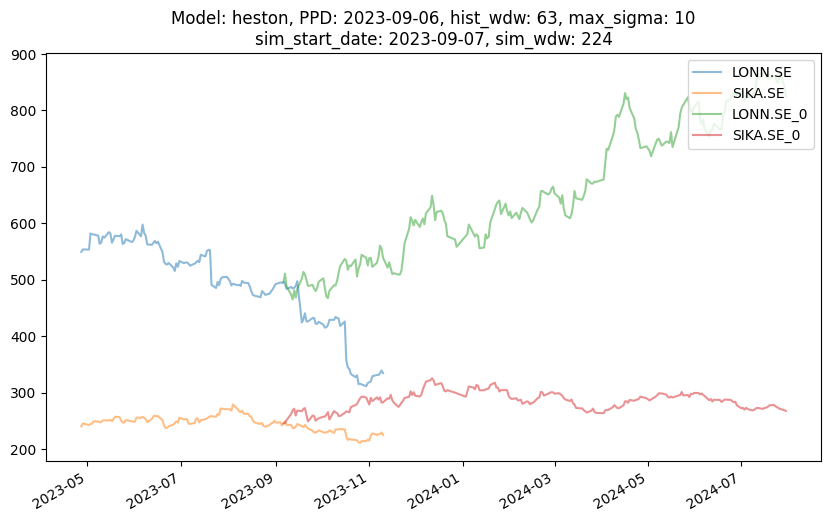 Model: heston, PPD: 2023-09-06, hist_wdw: 63, max_sigma: 10
sim_start_date: 2023-09-07, sim_wdw: 224
900
800
700
600
500
400
300
200
LONN.SE
SIKA.SE
LONN.SE_0
SIKA.SE_0
2023-05
2023-07
2023-09
2023-11
2024-01
2024-03
2024-05
2024-07